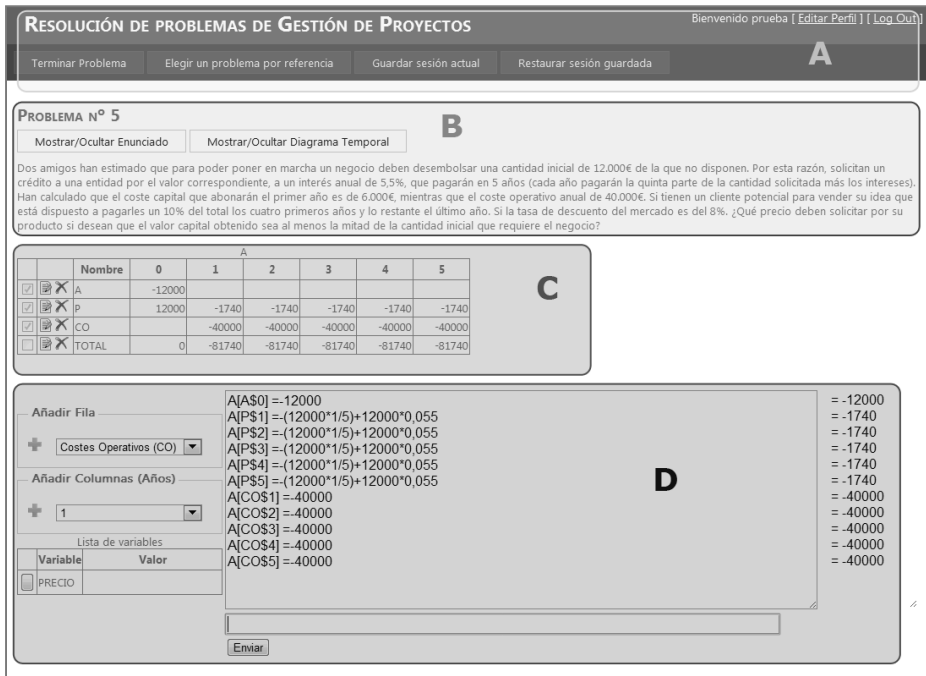 RESOLUCIÓN DE PROBLEMAS DE GESTIÓN DE PROYECTOS
Bienvenido prueba [ Editar Perfil ] [ Log Out ]
Terminar Problema Elegir un problema por referencia Guardar sesión actual Restaurar sesión guardada
A
PROBLEMA Nº 5
B
Mostrar/Ocultar Enunciado Mostrar/Ocultar Diagrama Temporal
Dos amigos han estimado que para poder poner en marcha un negocio deben desembolsar una cantidad inicial de 12.000€ de la que no disponen. Por esta razón, solicitan un
crédito a una entidad por el valor correspondiente, a un interés anual de 5,5%, que pagarán en 5 años (cada año pagarán la quinta parte de la cantidad solicitada más los intereses).
Han calculado que el coste capital que abonarán el primer año es de 6.000€, mientras que el coste operativo anual de 40.000€. Si tienen un cliente potencial para vender su idea que
está dispuesto a pagarles un 10% del total los cuatro primeros años y lo restante el último año. Si la tasa de descuento del mercado es del 8%. ¿Qué precio deben solicitar por su
producto si desean que el valor capital obtenido sea al menos la mitad de la cantidad inicial que requiere el negocio?
A
Nombre 0 1 2 3 4 5
A -12000
P 12000 -1740 -1740 -1740 -1740 -1740
CO -40000 -40000 -40000 -40000 -40000
TOTAL 0 -81740 -81740 -81740 -81740 -81740
C
Añadir Fila
Costes Operativos (CO)
Añadir Columnas (Años)
1
Lista de variables
Variable Valor
PRECIO
A[A$0] =-12000 = -12000
A[P$1] =-(12000*1/5)+12000*0,055 = -1740
A[P$2] =-(12000*1/5)+12000*0,055 = -1740
A[P$3] =-(12000*1/5)+12000*0,055 = -1740
A[P$4] =-(12000*1/5)+12000*0,055 = -1740
A[P$5] =-(12000*1/5)+12000*0,055 = -1740
A[CO$1] =-40000 = -40000
A[CO$2] =-40000 = -40000
A[CO$3] =-40000 = -40000
A[CO$4] =-40000 = -40000
A[CO$5] =-40000 = -40000
D
Enviar